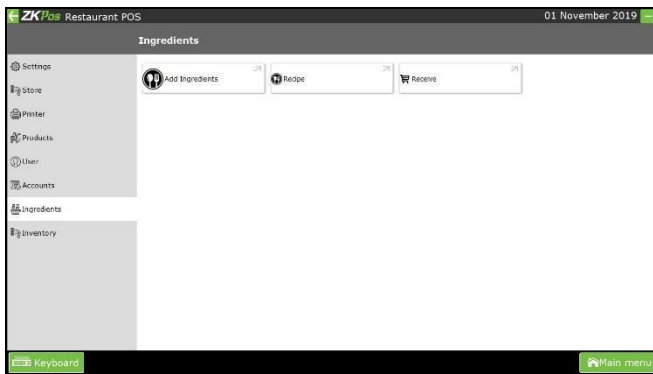 ZKPos Restaurant POS
01 November 2019
Ingredients
Settings
Store
Printer
Products
User
Accounts
Ingredients
Inventory
Add Ingredients
Recipe
Receive
Keyboard
Main menu